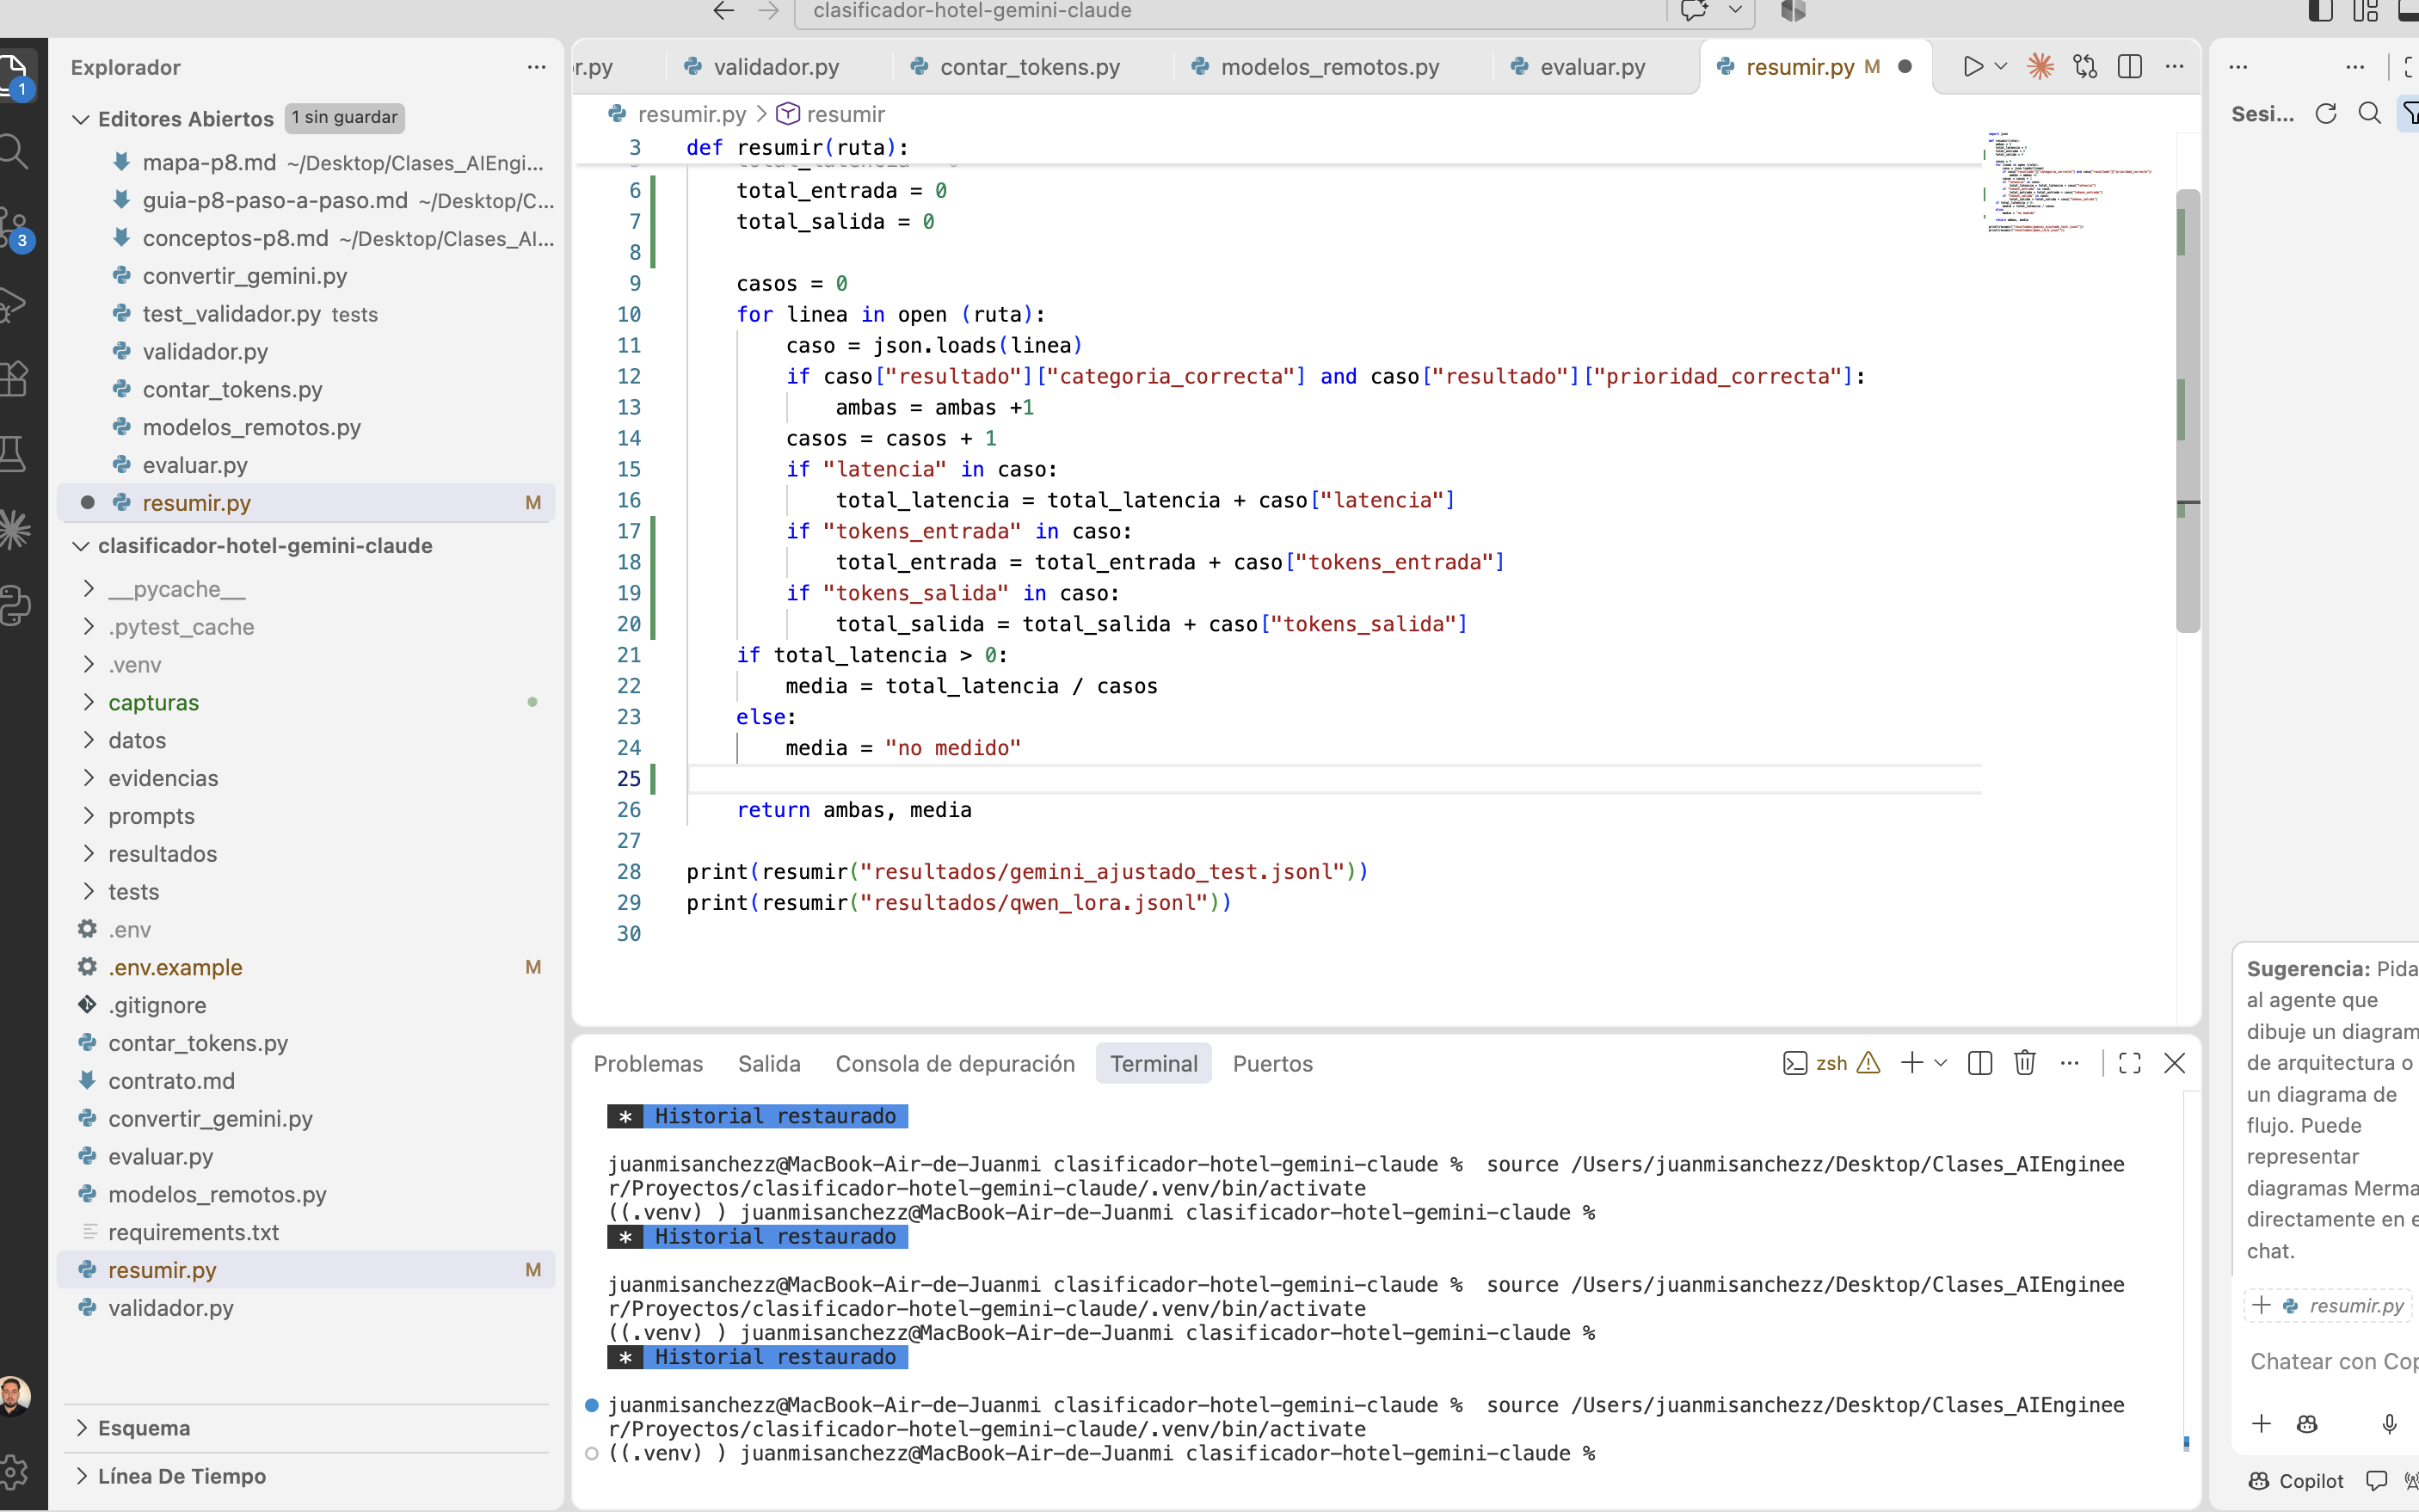 clasificador-hotel-gemini-claude
Explorador
Editores Abiertos 1 sin guardar
mapa-p8.md ~/Desktop/Clases_AIEngi...
guia-p8-paso-a-paso.md ~/Desktop/C...
conceptos-p8.md ~/Desktop/Clases_AI...
convertir_gemini.py
test_validador.py tests
validador.py
contar_tokens.py
modelos_remotos.py
evaluar.py
resumir.py M
clasificador-hotel-gemini-claude
__pycache__
.pytest_cache
.venv
capturas
datos
evidencias
prompts
resultados
tests
.env
.env.example M
.gitignore
contar_tokens.py
contrato.md
convertir_gemini.py
evaluar.py
modelos_remotos.py
requirements.txt
resumir.py M
validador.py
Esquema
Línea De Tiempo
1
3
r.py validador.py contar_tokens.py modelos_remotos.py evaluar.py resumir.py M
resumir.py > resumir
3 def resumir(ruta):
6 total_entrada = 0
7 total_salida = 0
8
9 casos = 0
10 for linea in open (ruta):
11 caso = json.loads(linea)
12 if caso["resultado"]["categoria_correcta"] and caso["resultado"]["prioridad_correcta"]:
13 ambas = ambas +1
14 casos = casos + 1
15 if "latencia" in caso:
16 total_latencia = total_latencia + caso["latencia"]
17 if "tokens_entrada" in caso:
18 total_entrada = total_entrada + caso["tokens_entrada"]
19 if "tokens_salida" in caso:
20 total_salida = total_salida + caso["tokens_salida"]
21 if total_latencia > 0:
22 media = total_latencia / casos
23 else:
24 media = "no medido"
25
26 return ambas, media
27
28 print(resumir("resultados/gemini_ajustado_test.jsonl"))
29 print(resumir("resultados/qwen_lora.jsonl"))
30
Problemas Salida Consola de depuración Terminal Puertos zsh
* Historial restaurado
juanmisanchezz@MacBook-Air-de-Juanmi clasificador-hotel-gemini-claude % source /Users/juanmisanchezz/Desktop/Clases_AIEnginee
r/Proyectos/clasificador-hotel-gemini-claude/.venv/bin/activate
((.venv) ) juanmisanchezz@MacBook-Air-de-Juanmi clasificador-hotel-gemini-claude %
* Historial restaurado
juanmisanchezz@MacBook-Air-de-Juanmi clasificador-hotel-gemini-claude % source /Users/juanmisanchezz/Desktop/Clases_AIEnginee
r/Proyectos/clasificador-hotel-gemini-claude/.venv/bin/activate
((.venv) ) juanmisanchezz@MacBook-Air-de-Juanmi clasificador-hotel-gemini-claude %
* Historial restaurado
juanmisanchezz@MacBook-Air-de-Juanmi clasificador-hotel-gemini-claude % source /Users/juanmisanchezz/Desktop/Clases_AIEnginee
r/Proyectos/clasificador-hotel-gemini-claude/.venv/bin/activate
((.venv) ) juanmisanchezz@MacBook-Air-de-Juanmi clasificador-hotel-gemini-claude %
Sesi...
Sugerencia: Pida
al agente que
dibuje un diagram
de arquitectura o
un diagrama de
flujo. Puede
representar
diagramas Merma
directamente en e
chat.
resumir.py
Chatear con Cop
Copilot